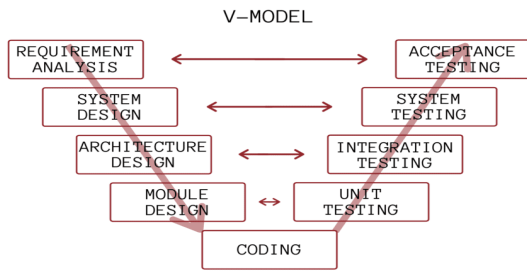 V-MODEL
REQUIREMENT
ANALYSIS
ACCEPTANCE
TESTING
SYSTEM
DESIGN
SYSTEM
TESTING
ARCHITECTURE
DESIGN
INTEGRATION
TESTING
MODULE
DESIGN
UNIT
TESTING
CODING